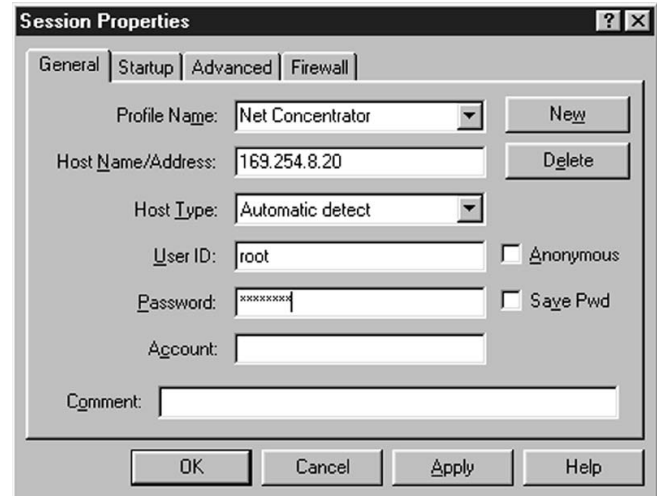 Session Properties
General Startup Advanced Firewall
Profile Name: Net Concentrator New
Host Name/Address: 169.254.8.20 Delete
Host Type: Automatic detect
User ID: root Anonymous
Password: xxxxxxxx Save Pwd
Account:
Comment:
OK Cancel Apply Help